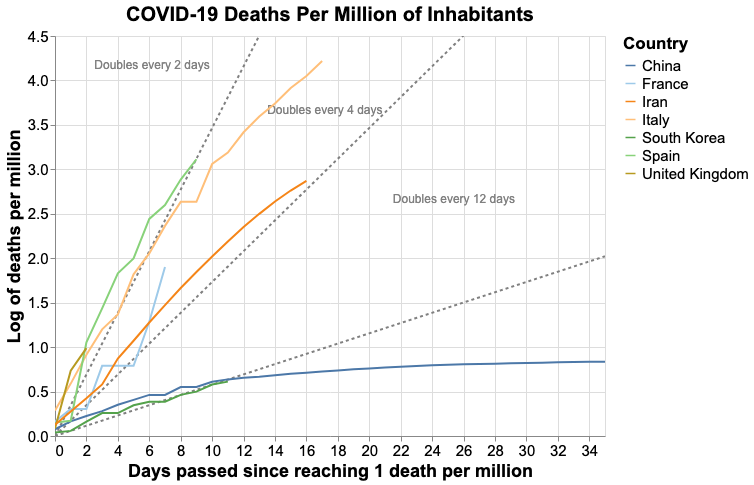 COVID-19 Deaths Per Million of Inhabitants
4.5
4.0
3.5
3.0
2.5
2.0
1.5
1.0
0.5
0.0
Log of deaths per million
Doubles every 2 days
Doubles every 4 days
Doubles every 12 days
0 2 4 6 8 10 12 14 16 18 20 22 24 26 28 30 32 34
Days passed since reaching 1 death per million
Country
China
France
Iran
Italy
South Korea
Spain
United Kingdom